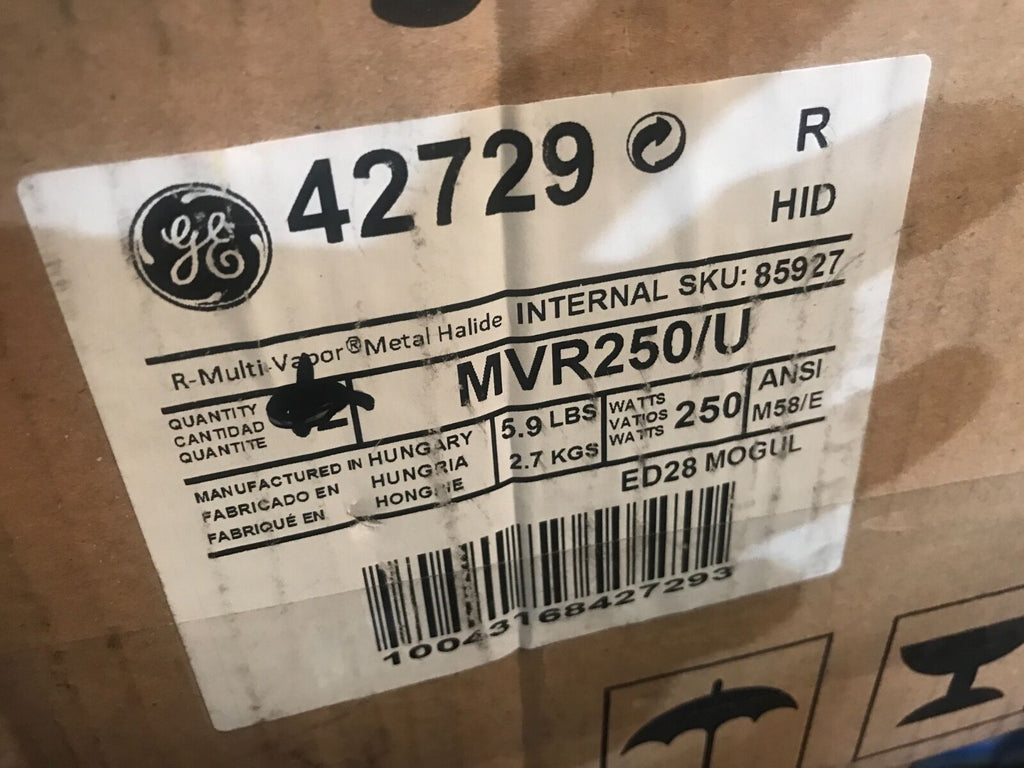 GE 42729 R
HID
R-Multi-Vapor® Metal Halide INTERNAL SKU: 85927
MVR250/U
QUANTITY
CANTIDAD
QUANTITE
5.9 LBS
2.7 KGS
WATTS
VATIOS
WATTS
250
ANSI
M58/E
MANUFACTURED IN HUNGARY
FABRICADO EN HUNGRIA
FABRIQUÉ EN
ED28 MOGUL
10043168427293